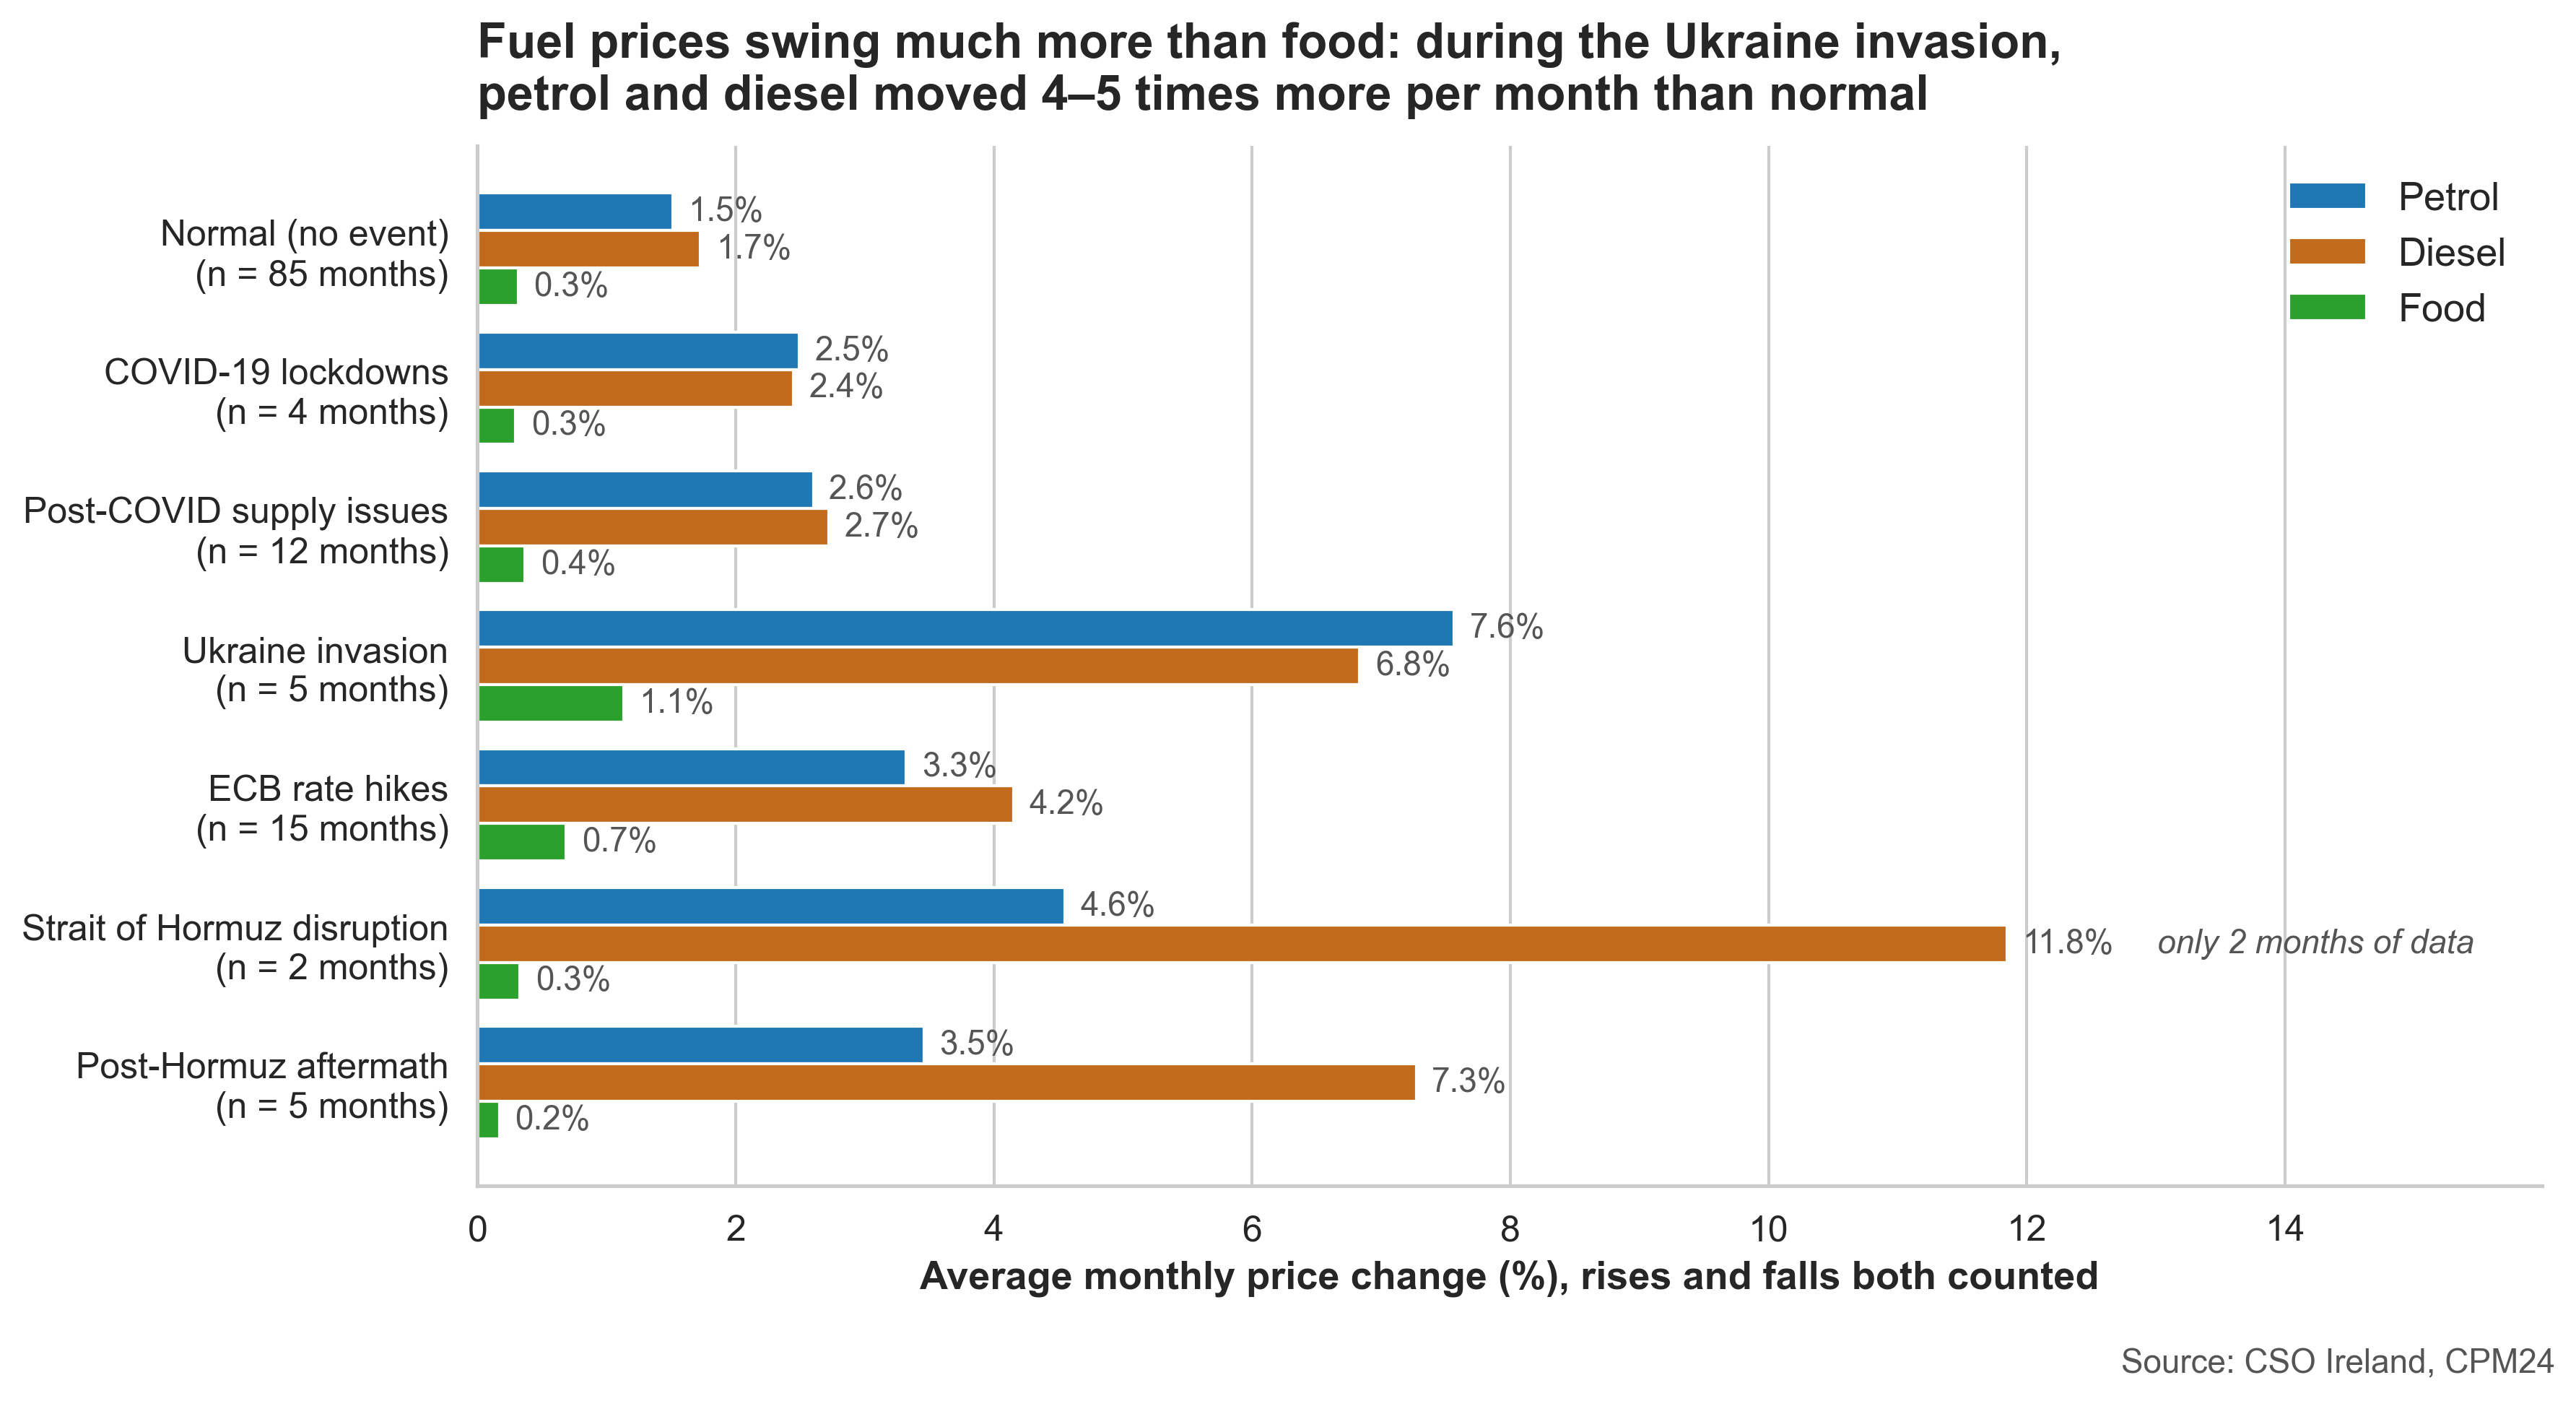 Fuel prices swing much more than food: during the Ukraine invasion,
petrol and diesel moved 4–5 times more per month than normal
Petrol
Diesel
Food
Normal (no event)
(n = 85 months)
1.5%
1.7%
0.3%
COVID-19 lockdowns
(n = 4 months)
2.5%
2.4%
0.3%
Post-COVID supply issues
(n = 12 months)
2.6%
2.7%
0.4%
Ukraine invasion
(n = 5 months)
7.6%
6.8%
1.1%
ECB rate hikes
(n = 15 months)
3.3%
4.2%
0.7%
Strait of Hormuz disruption
(n = 2 months)
4.6%
11.8% only 2 months of data
0.3%
Post-Hormuz aftermath
(n = 5 months)
3.5%
7.3%
0.2%
0 2 4 6 8 10 12 14
Average monthly price change (%), rises and falls both counted
Source: CSO Ireland, CPM24